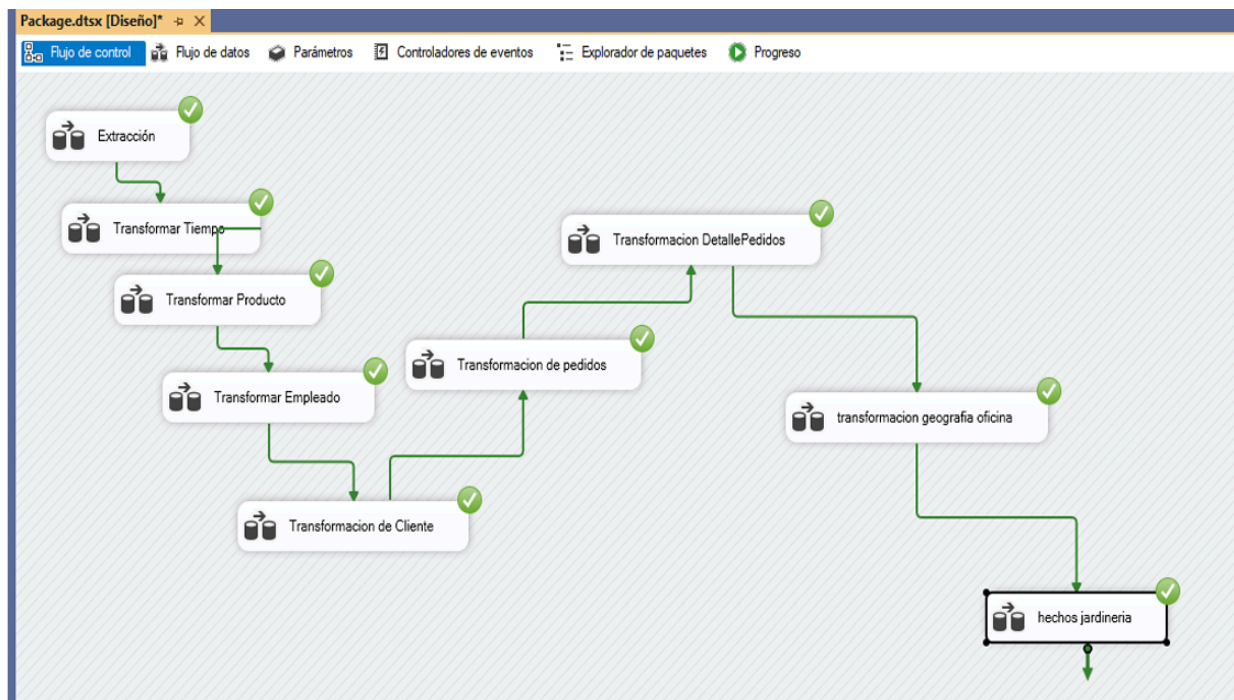 Package.dtsx [Diseño]*
Flujo de control Flujo de datos Parámetros Controladores de eventos Explorador de paquetes Progreso
Extracción
Transformar Tiempo
Transformacion DetallePedidos
Transformar Producto
Transformacion de pedidos
Transformar Empleado
transformacion geografia oficina
Transformacion de Cliente
hechos jardineria